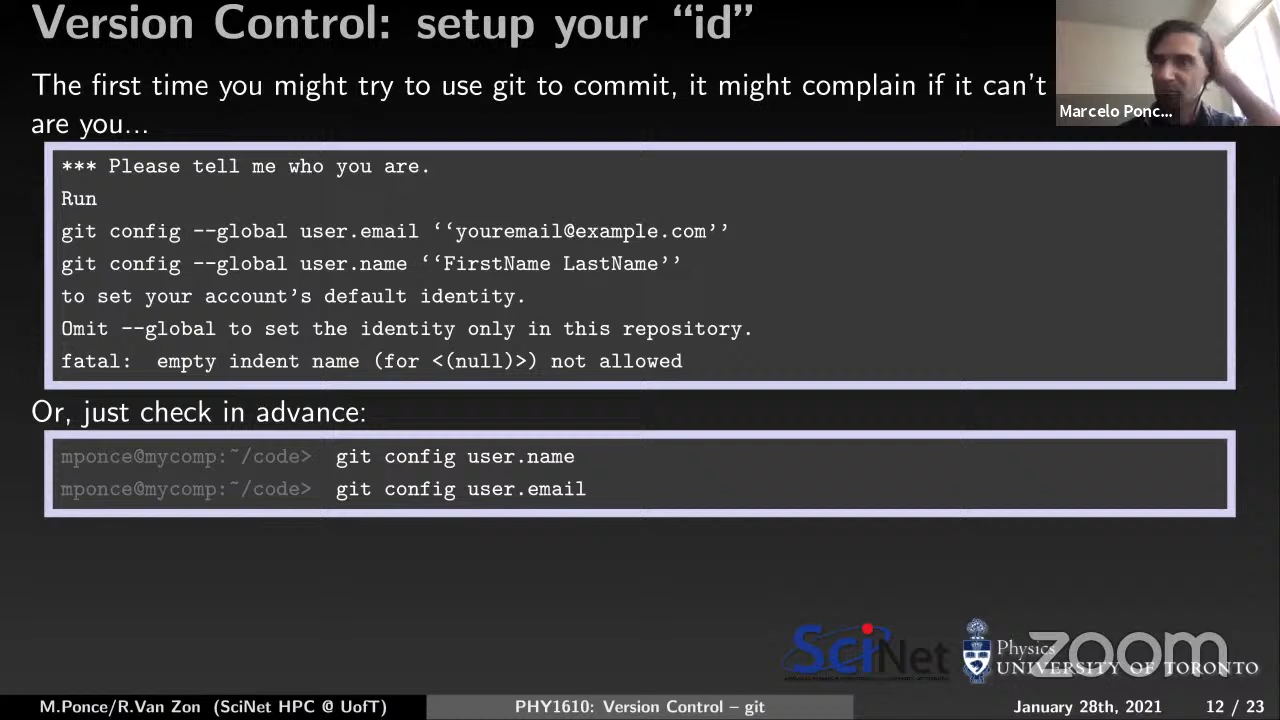 Version Control: setup your “id”
The first time you might try to use git to commit, it might complain if it can't
are you...
Marcelo Ponc...
*** Please tell me who you are.
Run
git config --global user.email ‘‘youremail@example.com’’
git config --global user.name ‘‘FirstName LastName’’
to set your account’s default identity.
Omit --global to set the identity only in this repository.
fatal: empty indent name (for <(null)>) not allowed
Or, just check in advance:
mponce@mycomp:~/code> git config user.name
mponce@mycomp:~/code> git config user.email
SciNet
Physics
UNIVERSITY OF TORONTO
zoom
M.Ponce/R.Van Zon (SciNet HPC @ UofT)
PHY1610: Version Control – git
January 28th, 2021
12 / 23